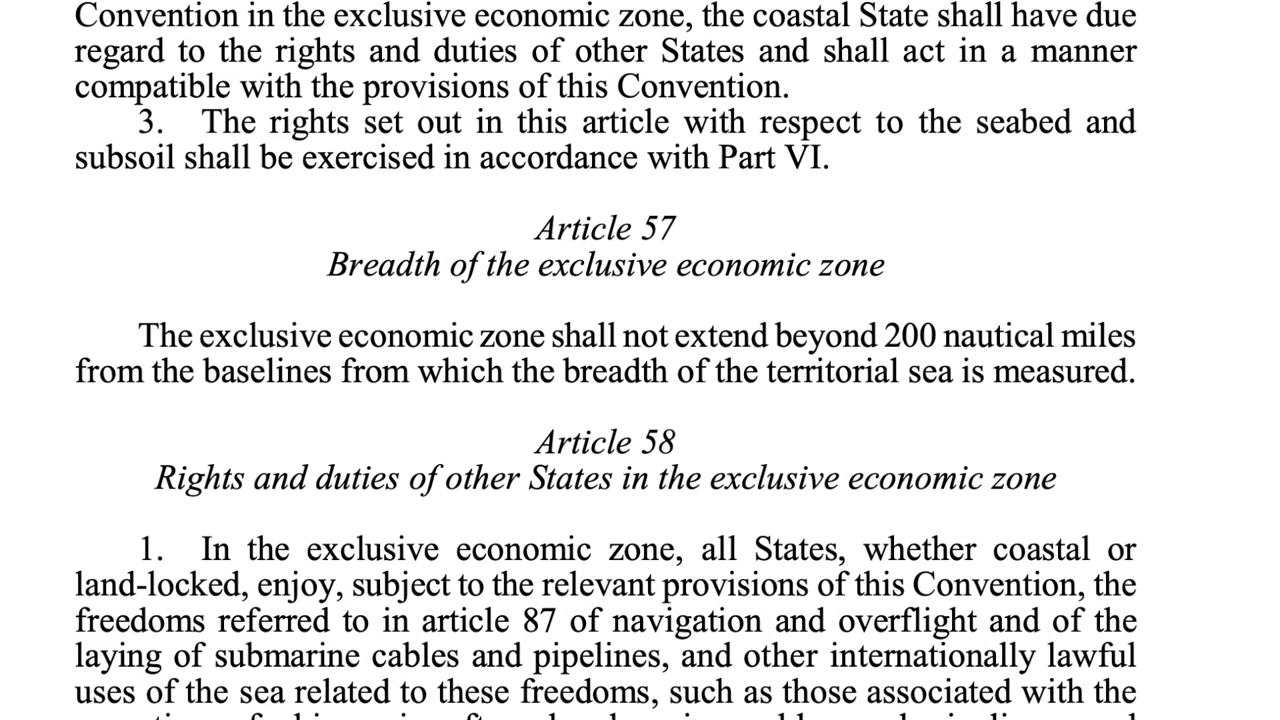 Convention in the exclusive economic zone, the coastal State shall have due
regard to the rights and duties of other States and shall act in a manner
compatible with the provisions of this Convention.
3. The rights set out in this article with respect to the seabed and
subsoil shall be exercised in accordance with Part VI.
Article 57
Breadth of the exclusive economic zone
The exclusive economic zone shall not extend beyond 200 nautical miles
from the baselines from which the breadth of the territorial sea is measured.
Article 58
Rights and duties of other States in the exclusive economic zone
1. In the exclusive economic zone, all States, whether coastal or
land-locked, enjoy, subject to the relevant provisions of this Convention, the
freedoms referred to in article 87 of navigation and overflight and of the
laying of submarine cables and pipelines, and other internationally lawful
uses of the sea related to these freedoms, such as those associated with the